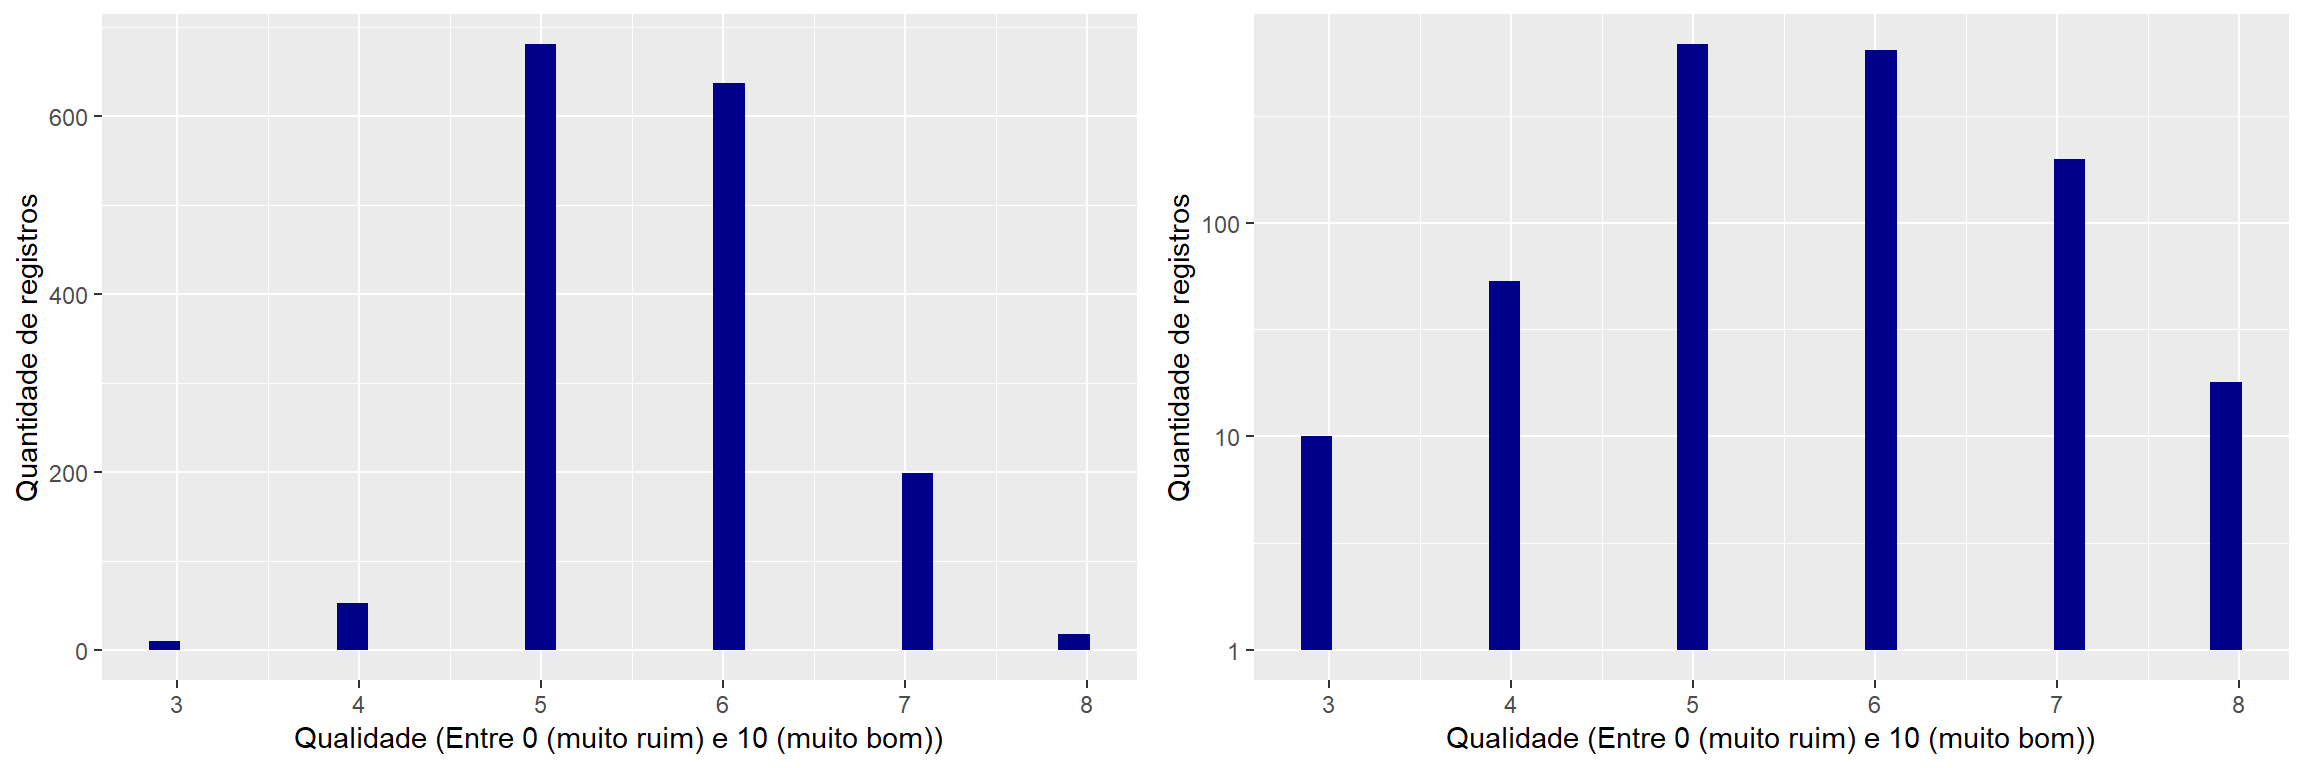 Quantidade de registros
600
400
200
0
3 4 5 6 7 8
Qualidade (Entre 0 (muito ruim) e 10 (muito bom))
Quantidade de registros
100
10
1
3 4 5 6 7 8
Qualidade (Entre 0 (muito ruim) e 10 (muito bom))